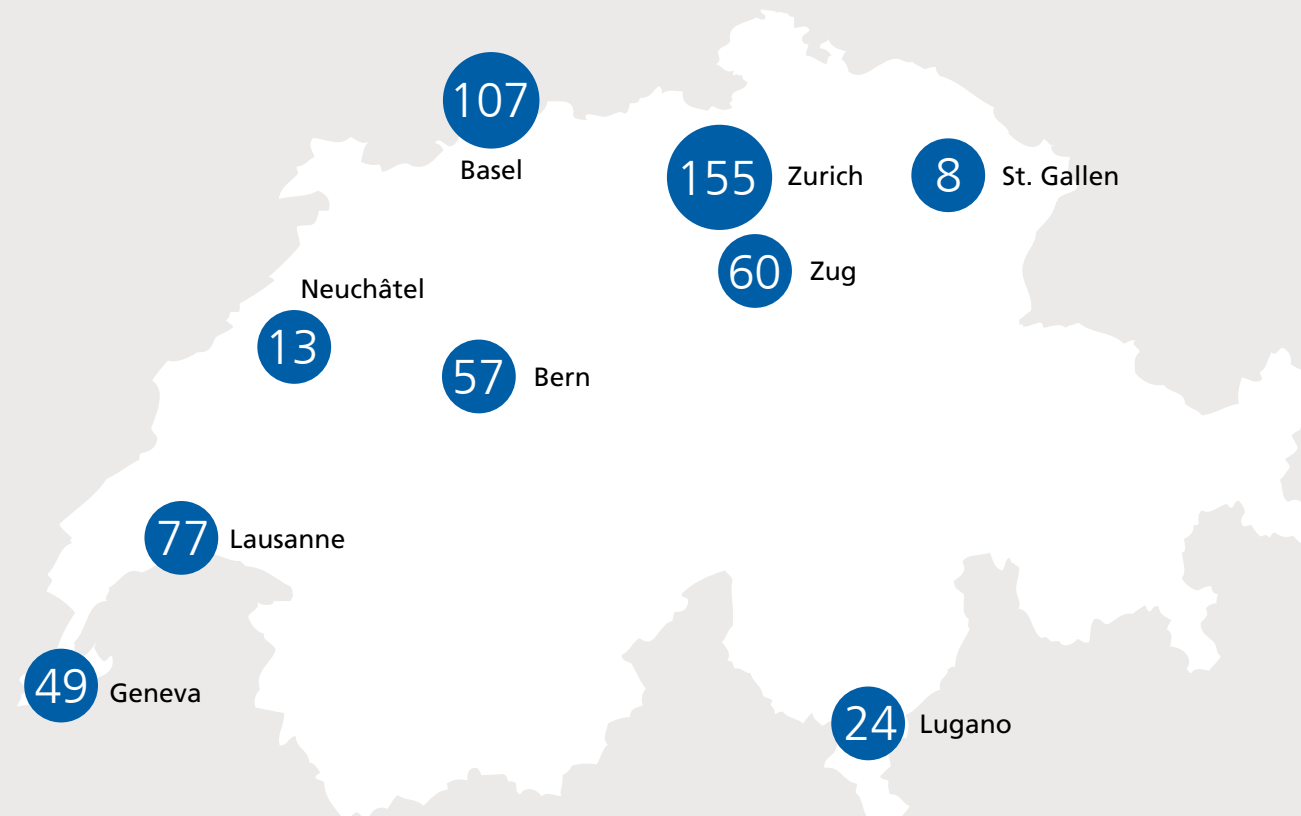 107
Basel
155
Zurich
8
St. Gallen
60
Zug
Neuchâtel
13
57
Bern
77
Lausanne
49
Geneva
24
Lugano